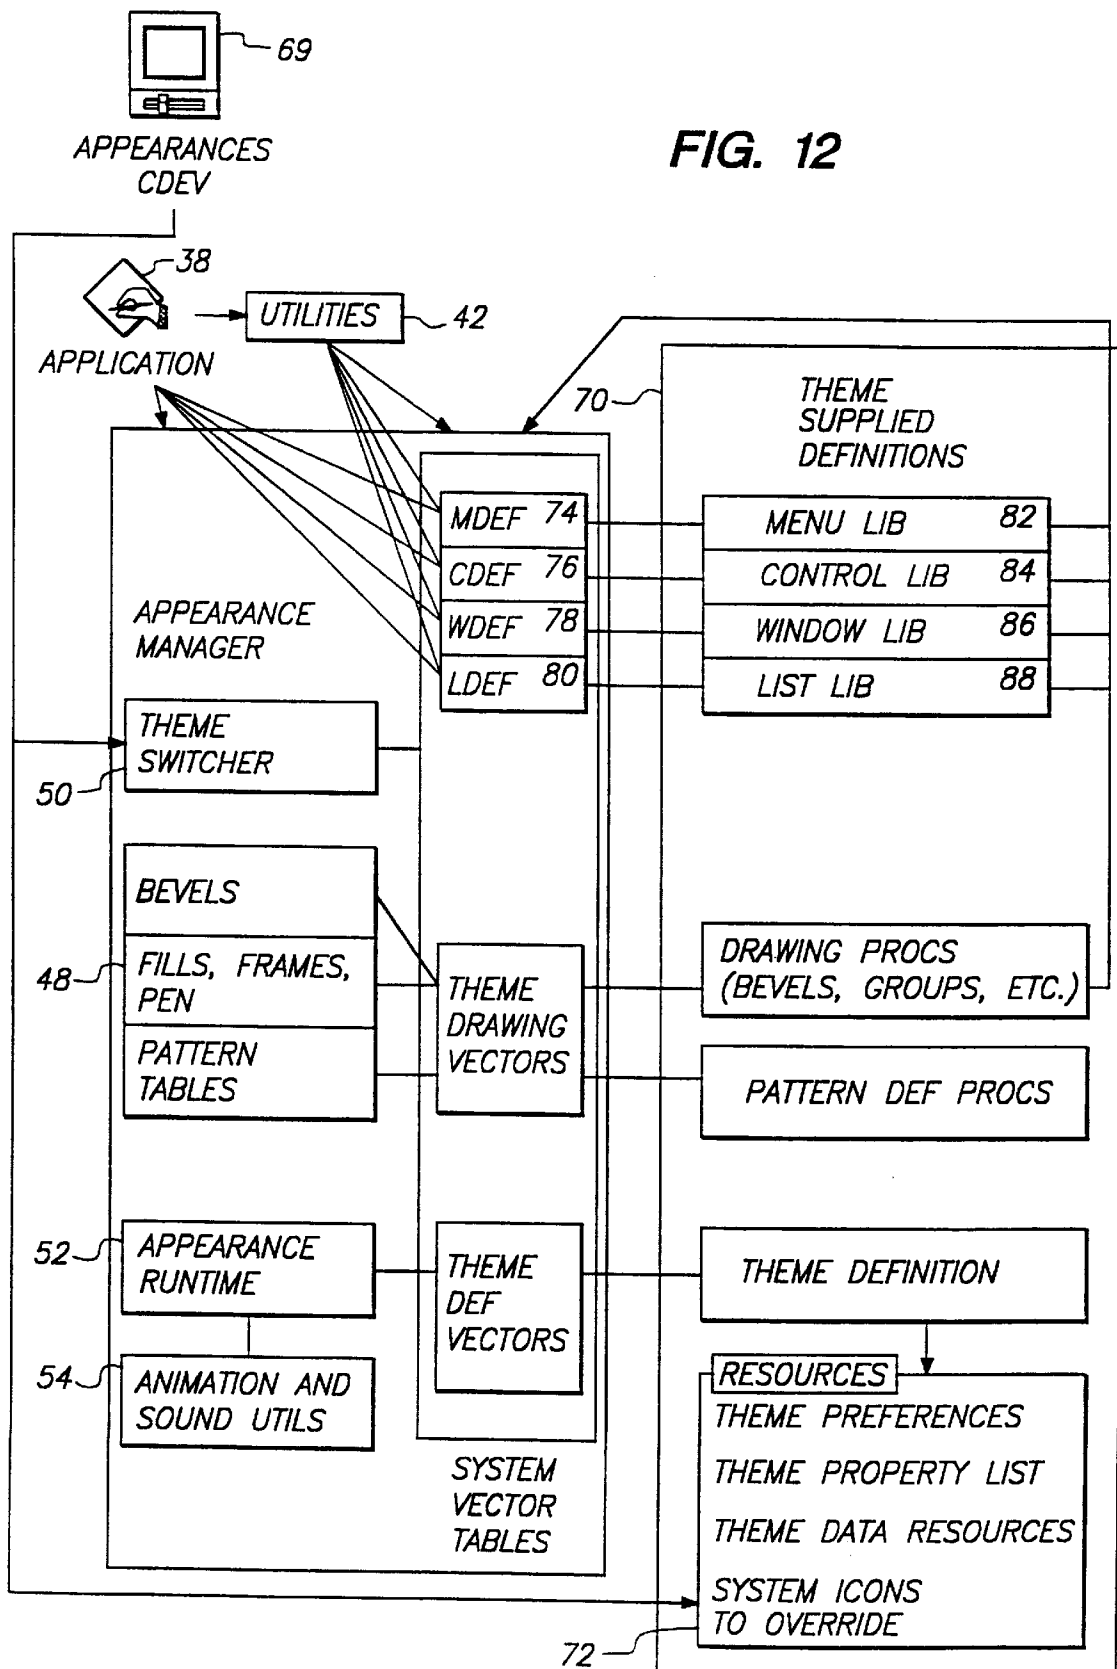 69
APPEARANCES
CDEV
FIG. 12
38
UTILITIES
42
APPLICATION
70
THEME
SUPPLIED
DEFINITIONS
MDEF 74
MENU LIB 82
CDEF 76
CONTROL LIB 84
WDEF 78
WINDOW LIB 86
LDEF 80
LIST LIB 88
APPEARANCE
MANAGER
THEME
SWITCHER
50
BEVELS
48
FILLS, FRAMES,
PEN
PATTERN
TABLES
THEME
DRAWING
VECTORS
DRAWING PROCS
(BEVELS, GROUPS, ETC.)
PATTERN DEF PROCS
52
APPEARANCE
RUNTIME
THEME
DEF
VECTORS
THEME DEFINITION
54
ANIMATION AND
SOUND UTILS
SYSTEM
VECTOR
TABLES
RESOURCES
THEME PREFERENCES
THEME PROPERTY LIST
THEME DATA RESOURCES
SYSTEM ICONS
TO OVERRIDE
72